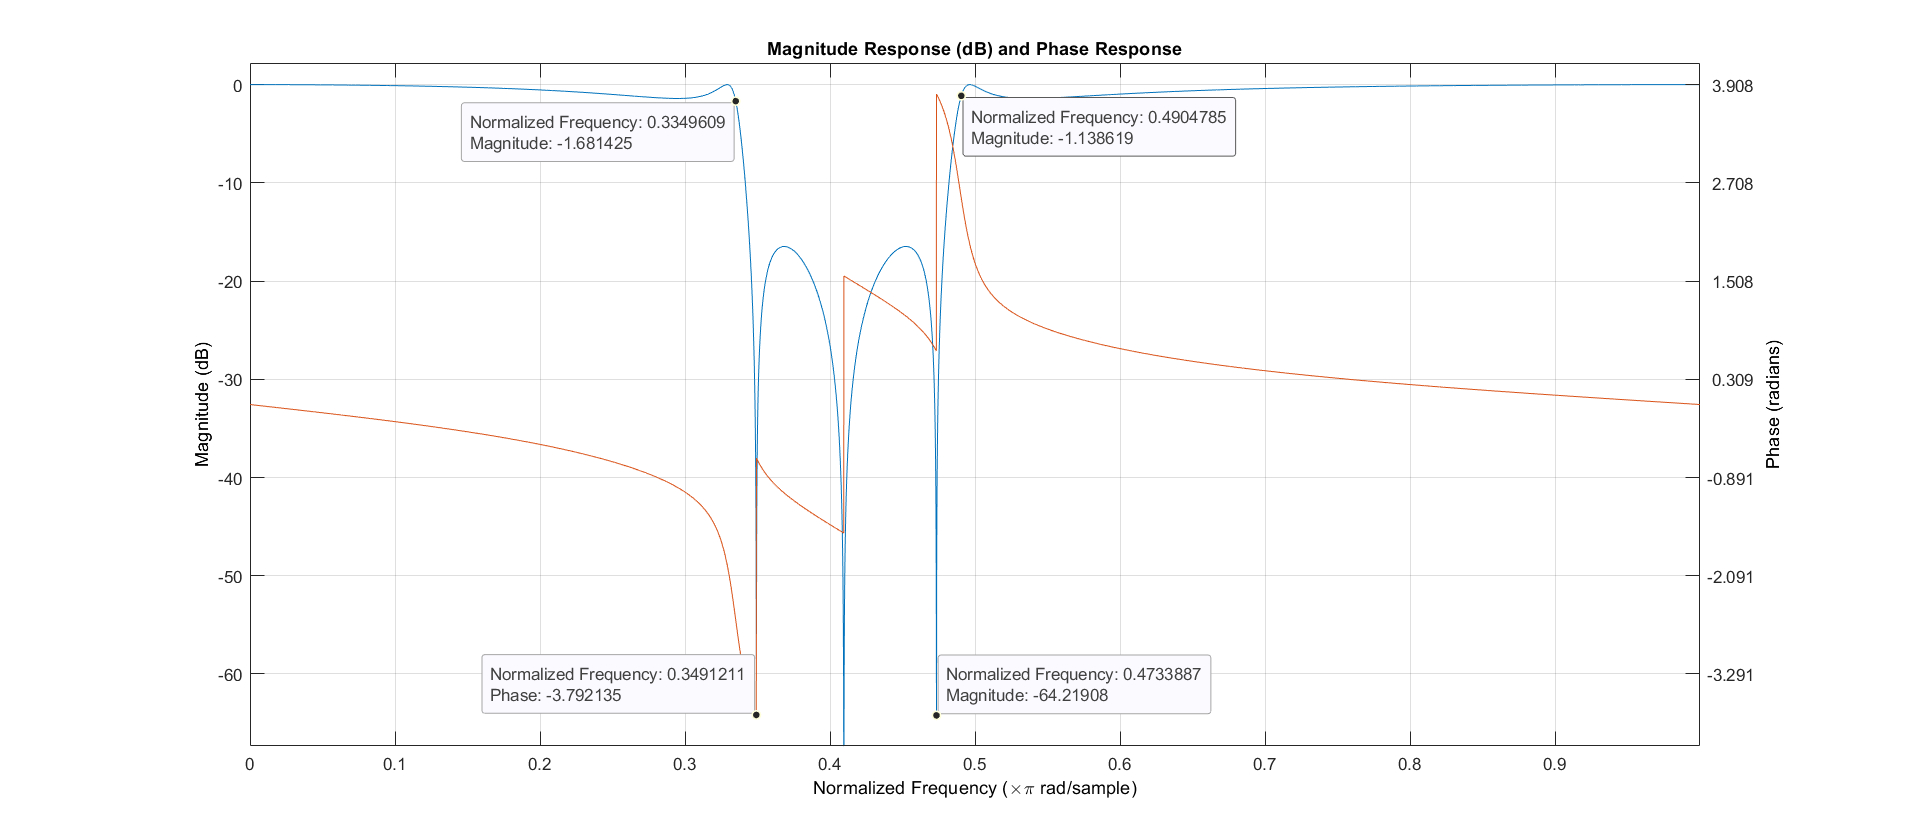 Magnitude Response (dB) and Phase Response
0
3.908
Normalized Frequency: 0.3349609
Magnitude: -1.681425
Normalized Frequency: 0.4904785
Magnitude: -1.138619
-10
2.708
-20
1.508
-30
0.309
Magnitude (dB)
Phase (radians)
-40
-0.891
-50
-2.091
-60
-3.291
Normalized Frequency: 0.3491211
Phase: -3.792135
Normalized Frequency: 0.4733887
Magnitude: -64.21908
0 0.1 0.2 0.3 0.4 0.5 0.6 0.7 0.8 0.9
Normalized Frequency (×π rad/sample)